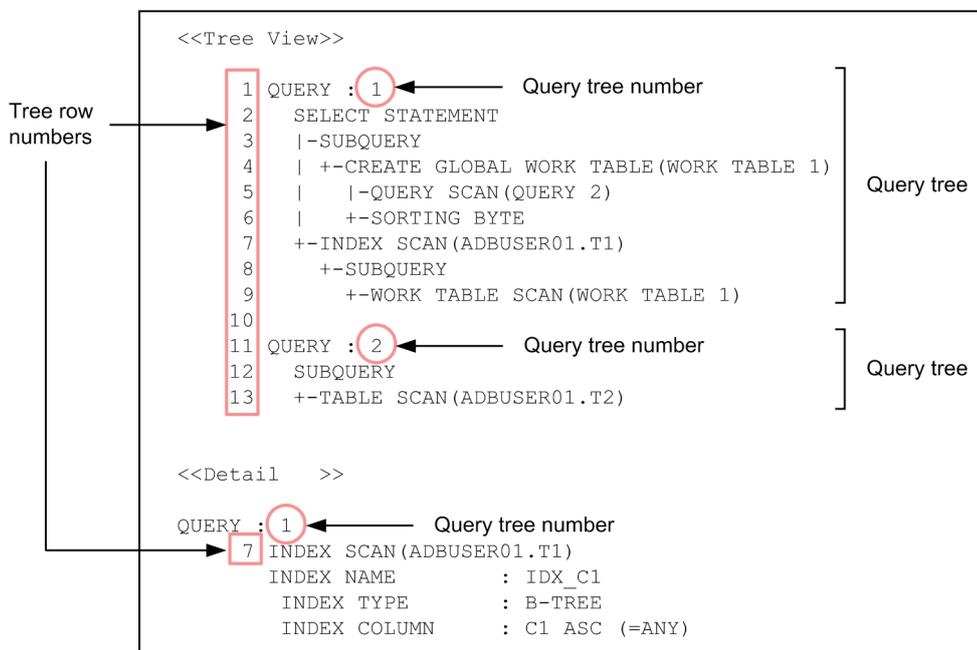 <<Tree View>>
1 QUERY : 1 Query tree number
Tree row
numbers
2 SELECT STATEMENT
3 |-SUBQUERY
4 | +-CREATE GLOBAL WORK TABLE(WORK TABLE 1)
5 | |-QUERY SCAN(QUERY 2)
Query tree
6 | +-SORTING BYTE
7 +-INDEX SCAN(ADBUSER01.T1)
8 +-SUBQUERY
9 +-WORK TABLE SCAN(WORK TABLE 1)
10
11 QUERY : 2 Query tree number
12 SUBQUERY
Query tree
13 +-TABLE SCAN(ADBUSER01.T2)
<<Detail >>
QUERY : 1 Query tree number
7 INDEX SCAN(ADBUSER01.T1)
INDEX NAME : IDX_C1
INDEX TYPE : B-TREE
INDEX COLUMN : C1 ASC (=ANY)